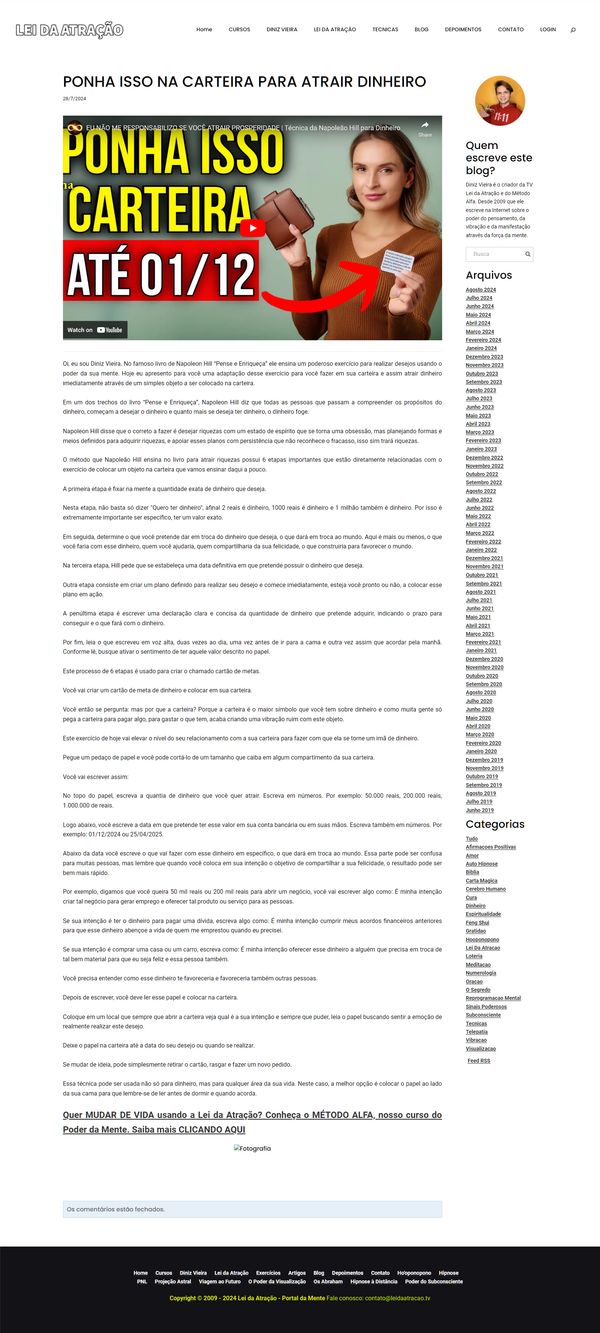 LEI DA ATRAÇÃO
Home CURSOS DINIZ VIEIRA LEI DA ATRAÇÃO TECNICAS BLOG DEPOIMENTOS CONTATO LOGIN
PONHA ISSO NA CARTEIRA PARA ATRAIR DINHEIRO
28/7/2024
EU NÃO ME RESPONSABILIZO SE VOCÊ ATRAIR PROSPERIDADE | Técnica da Napoleão Hill para Dinheiro
Share
PONHA ISSO
na
CARTEIRA
ATÉ 01/12
Watch on YouTube
Oi, eu sou Diniz Vieira. No famoso livro de Napoleon Hill "Pense e Enriqueça" ele ensina um poderoso exercício para realizar desejos usando o
poder da sua mente. Hoje eu apresento para você uma adaptação desse exercício para você fazer em sua carteira e assim atrair dinheiro
imediatamente através de um simples objeto a ser colocado na carteira.
Em um dos trechos do livro "Pense e Enriqueça", Napoleon Hill diz que todas as pessoas que passam a compreender os propósitos do
dinheiro, começam a desejar o dinheiro e quanto mais se deseja ter dinheiro, o dinheiro foge.
Napoleon Hill disse que o correto a fazer é desejar riquezas com um estado de espírito que se torna uma obsessão, mas planejando formas e
meios definidos para adquirir riquezas, e apoiar esses planos com persistência que não reconhece o fracasso, isso sim trará riquezas.
O método que Napoleão Hill ensina no livro para atrair riquezas possui 6 etapas importantes que estão diretamente relacionadas com o
exercício de colocar um objeto na carteira que vamos ensinar daqui a pouco.
A primeira etapa é fixar na mente a quantidade exata de dinheiro que deseja.
Nesta etapa, não basta só dizer "Quero ter dinheiro", afinal 2 reais é dinheiro, 1000 reais é dinheiro e 1 milhão também é dinheiro. Por isso é
extremamente importante ser específico, ter um valor exato.
Em seguida, determine o que você pretende dar em troca do dinheiro que deseja, o que dará em troca ao mundo. Aqui é mais ou menos, o que
você faria com esse dinheiro, quem você ajudaria, quem compartilharia da sua felicidade, o que construiria para favorecer o mundo.
Na terceira etapa, Hill pede que se estabeleça uma data definitiva em que pretende possuir o dinheiro que deseja.
Outra etapa consiste em criar um plano definido para realizar seu desejo e comece imediatamente, esteja você pronto ou não, a colocar esse
plano em ação.
A penúltima etapa é escrever uma declaração clara e concisa da quantidade de dinheiro que pretende adquirir, indicando o prazo para
conseguir e o que fará com o dinheiro.
Por fim, leia o que escreveu em voz alta, duas vezes ao dia, uma vez antes de ir para a cama e outra vez assim que acordar pela manhã.
Conforme lê, busque ativar o sentimento de ter aquele valor descrito no papel.
Este processo de 6 etapas é usado para criar o chamado cartão de metas.
Você vai criar um cartão de meta de dinheiro e colocar em sua carteira.
Você então se pergunta: mas por que a carteira? Porque a carteira é o maior símbolo que você tem sobre dinheiro e como muita gente só
pega a carteira para pagar algo, para gastar o que tem, acaba criando uma vibração ruim com este objeto.
Este exercício de hoje vai elevar o nível do seu relacionamento com a sua carteira para fazer com que ela se torne um imã de dinheiro.
Pegue um pedaço de papel e você pode cortá-lo de um tamanho que caiba em algum compartimento da sua carteira.
Você vai escrever assim:
No topo do papel, escreva a quantia de dinheiro que você quer atrair. Escreva em números. Por exemplo: 50.000 reais, 200.000 reais,
1.000.000 de reais.
Logo abaixo, você escreve a data em que pretende ter esse valor em sua conta bancária ou em suas mãos. Escreva também em números. Por
exemplo: 01/12/2024 ou 25/04/2025.
Abaixo da data você escreve o que vai fazer com esse dinheiro em específico, o que dará em troca ao mundo. Essa parte pode ser confusa
para muitas pessoas, mas lembre que quando você coloca em sua intenção o objetivo de compartilhar a sua felicidade, o resultado pode ser
bem mais rápido.
Por exemplo, digamos que você queira 50 mil reais ou 200 mil reais para abrir um negócio, você vai escrever algo como: É minha intenção
criar tal negócio para gerar emprego e oferecer tal produto ou serviço para as pessoas.
Se sua intenção é ter o dinheiro para pagar uma dívida, escreva algo como: É minha intenção cumprir meus acordos financeiros anteriores
para que esse dinheiro abençoe a vida de quem me emprestou quando eu precisei.
Se sua intenção é comprar uma casa ou um carro, escreva como: É minha intenção oferecer esse dinheiro a alguém que precisa em troca de
tal bem material para que eu seja feliz e essa pessoa também.
Você precisa entender como esse dinheiro te favoreceria e favoreceria também outras pessoas.
Depois de escrever, você deve ler esse papel e colocar na carteira.
Coloque em um local que sempre que abrir a carteira veja qual é a sua intenção e sempre que puder, leia o papel buscando sentir a emoção de
realmente realizar este desejo.
Deixe o papel na carteira até a data do seu desejo ou quando se realizar.
Se mudar de ideia, pode simplesmente retirar o cartão, rasgar e fazer um novo pedido.
Essa técnica pode ser usada não só para dinheiro, mas para qualquer área da sua vida. Neste caso, a melhor opção é colocar o papel ao lado
da sua cama para que lembre-se de ler antes de dormir e quando acorda.
Quer MUDAR DE VIDA usando a Lei da Atração? Conheça o MÉTODO ALFA, nosso curso do
Poder da Mente. Saiba mais CLICANDO AQUI
Fotografia
Os comentários estão fechados.
11:11
Quem
escreve este
blog?
Diniz Vieira é o criador da TV
Lei da Atração e do Método
Alfa. Desde 2009 que ele
escreve na Internet sobre o
poder do pensamento, da
vibração e da manifestação
através da força da mente.
Busca
Arquivos
Agosto 2024
Julho 2024
Junho 2024
Maio 2024
Abril 2024
Março 2024
Fevereiro 2024
Janeiro 2024
Dezembro 2023
Novembro 2023
Outubro 2023
Setembro 2023
Agosto 2023
Julho 2023
Junho 2023
Maio 2023
Abril 2023
Março 2023
Fevereiro 2023
Janeiro 2023
Dezembro 2022
Novembro 2022
Outubro 2022
Setembro 2022
Agosto 2022
Julho 2022
Junho 2022
Maio 2022
Abril 2022
Março 2022
Fevereiro 2022
Janeiro 2022
Dezembro 2021
Novembro 2021
Outubro 2021
Setembro 2021
Agosto 2021
Julho 2021
Junho 2021
Maio 2021
Abril 2021
Março 2021
Fevereiro 2021
Janeiro 2021
Dezembro 2020
Novembro 2020
Outubro 2020
Setembro 2020
Agosto 2020
Julho 2020
Junho 2020
Maio 2020
Abril 2020
Março 2020
Fevereiro 2020
Janeiro 2020
Dezembro 2019
Novembro 2019
Outubro 2019
Setembro 2019
Agosto 2019
Julho 2019
Junho 2019
Categorias
Tudo
Afirmacoes Positivas
Amor
Auto Hipnose
Biblia
Carta Magica
Cerebro Humano
Cura
Dinheiro
Espiritualidade
Feng Shui
Gratidao
Hooponopono
Lei Da Atracao
Loteria
Meditacao
Numerologia
Oracao
O Segredo
Reprogramacao Mental
Sinais Poderosos
Subconsciente
Tecnicas
Telepatia
Vibracao
Visualizacao
Feed RSS
Home Cursos Diniz Vieira Lei da Atração Exercícios Artigos Blog Depoimentos Contato Ho'oponopono Hipnose
PNL Projeção Astral Viagem ao Futuro O Poder da Visualização Os Abraham Hipnose à Distância Poder do Subconsciente
Copyright © 2009 - 2024 Lei da Atração - Portal da Mente Fale conosco: contato@leidaatracao.tv